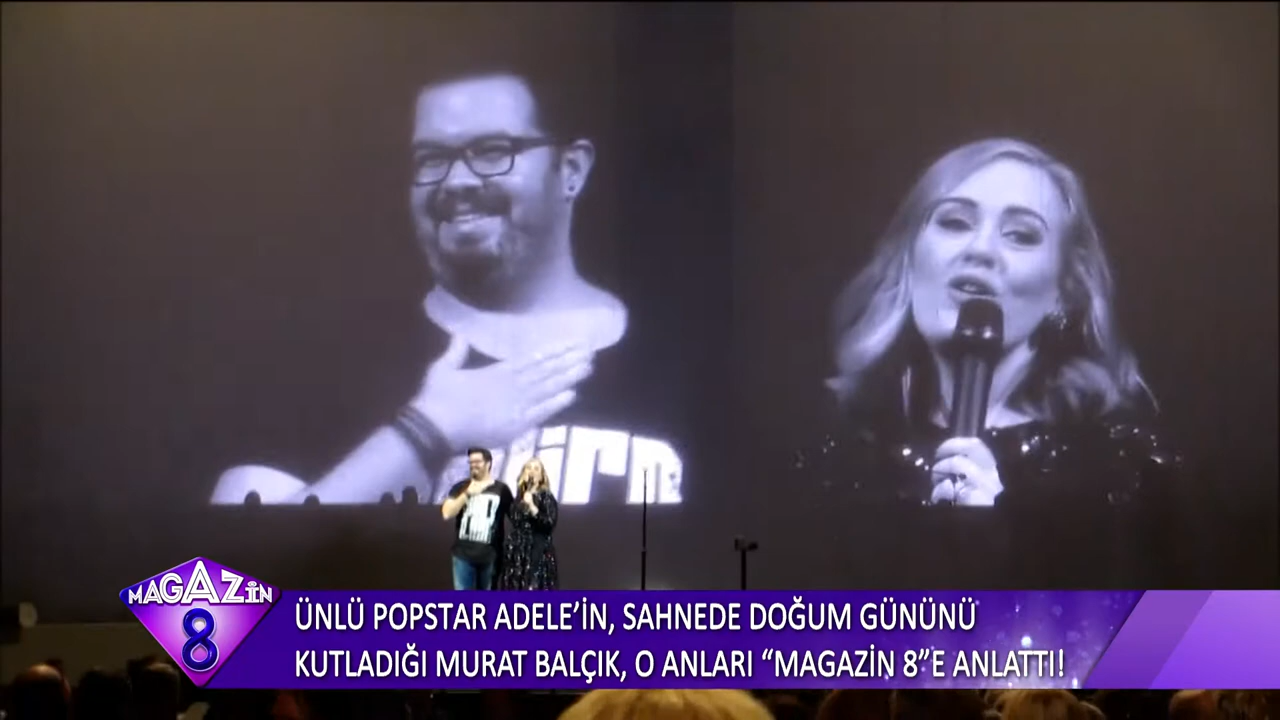 MAGAZİN
8
ÜNLÜ POPSTAR ADELE’İN, SAHNEDE DOĞUM GÜNÜNÜ
KUTLADIĞI MURAT BALÇIK, O ANLARI “MAGAZİN 8”E ANLATTI!